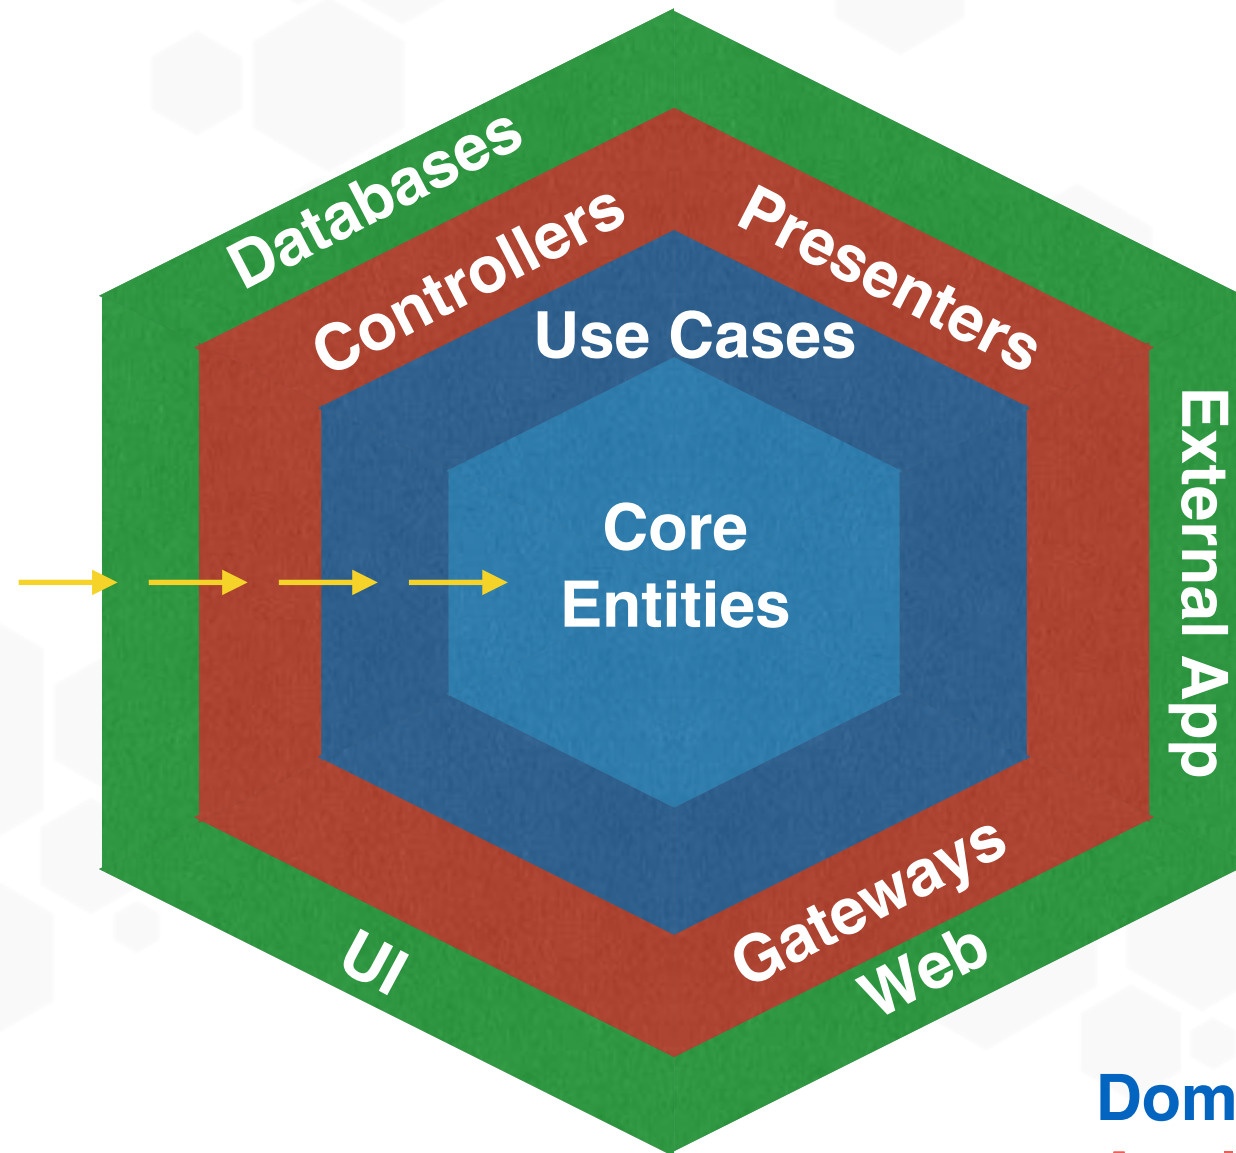 Databases
Controllers
Presenters
Use Cases
External App
Core
Entities
Gateways
Web
UI
Dom